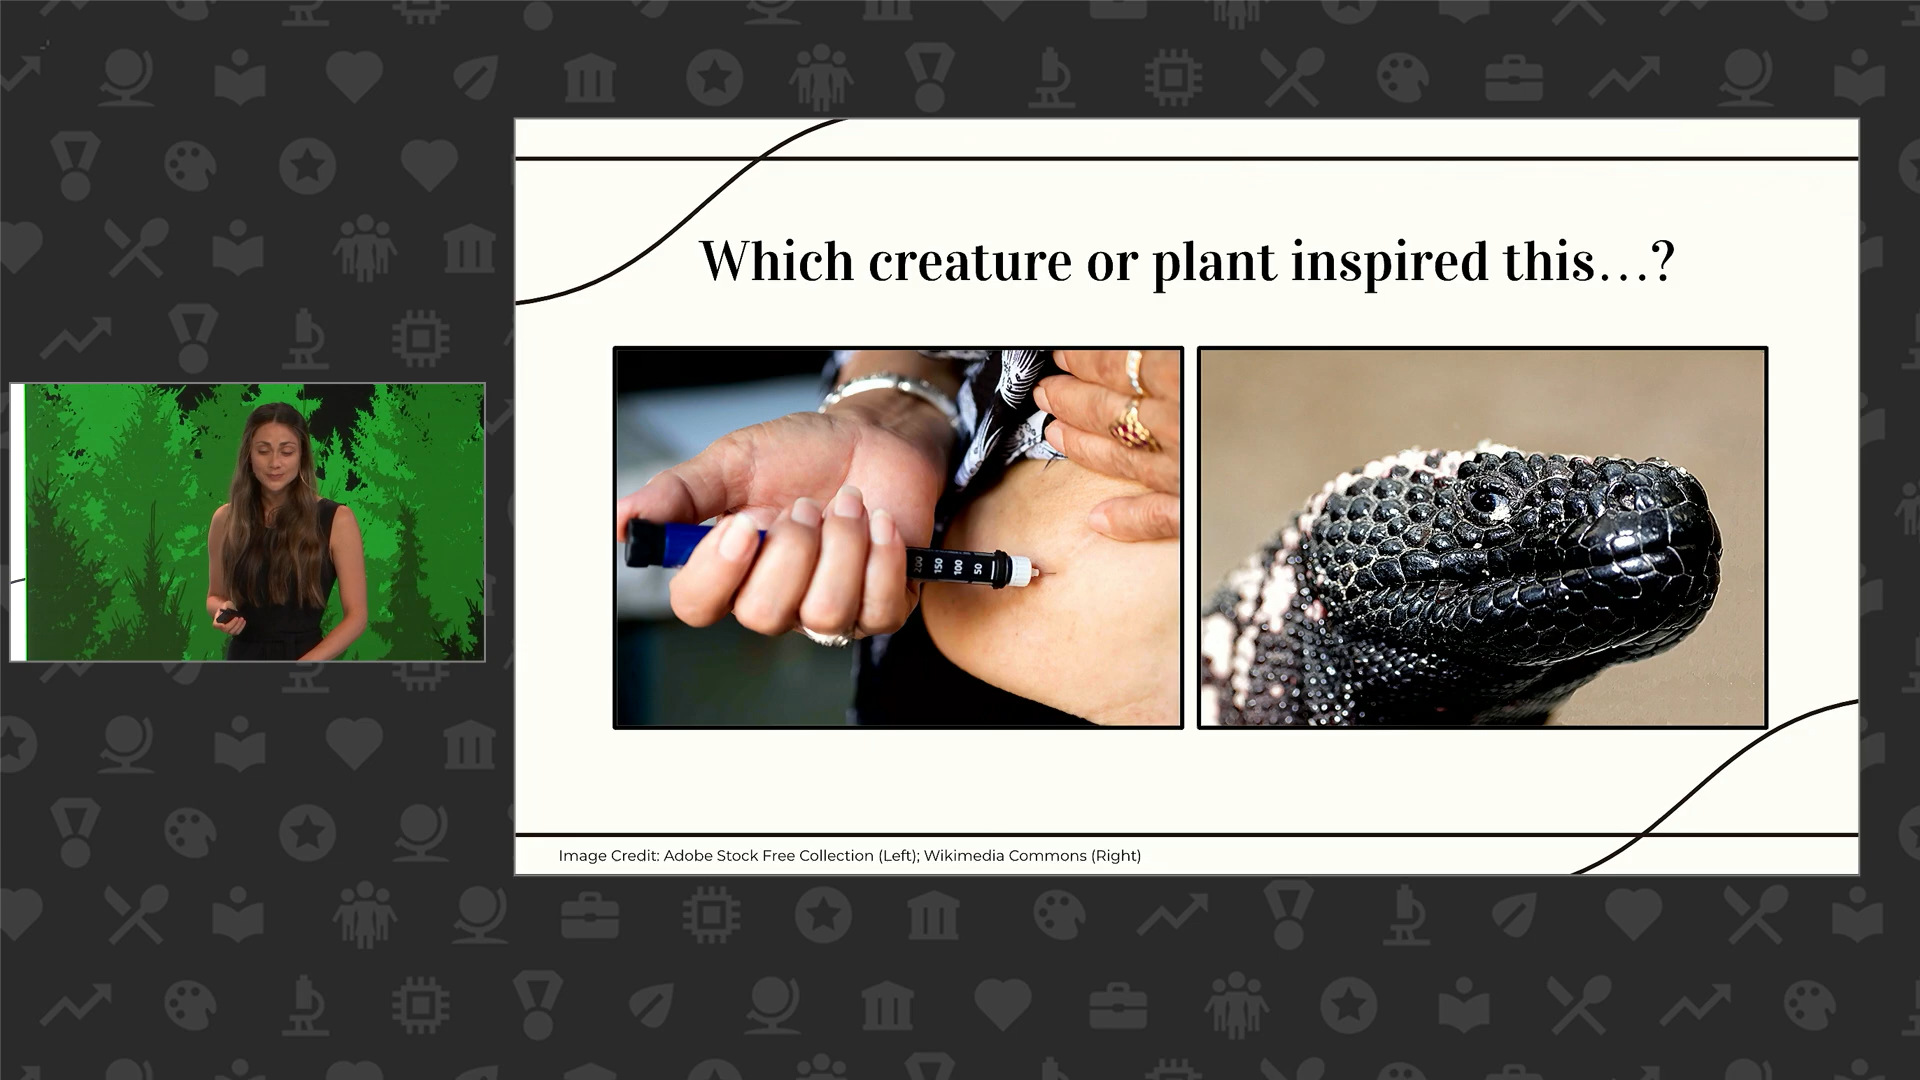 Which creature or plant inspired this...?
200 150 100 50
Image Credit: Adobe Stock Free Collection (Left); Wikimedia Commons (Right)